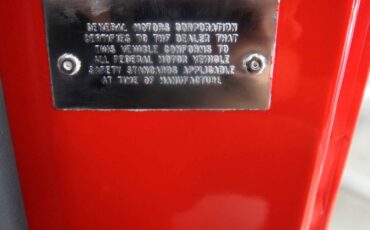 GENERAL MOTORS CORPORATION
CERTIFIES TO THE DEALER THAT
THIS VEHICLE CONFORMS TO
ALL FEDERAL MOTOR VEHICLE
SAFETY STANDARDS APPLICABLE
AT TIME OF MANUFACTURE